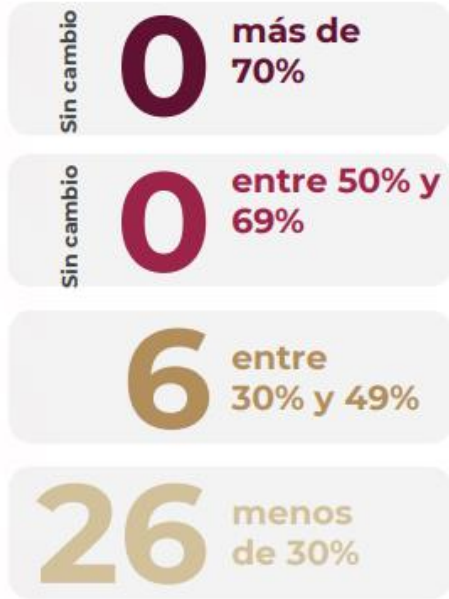 Sin cambio
0
más de
70%
Sin cambio
0
entre 50% y
69%
6
entre
30% y 49%
26
menos
de 30%